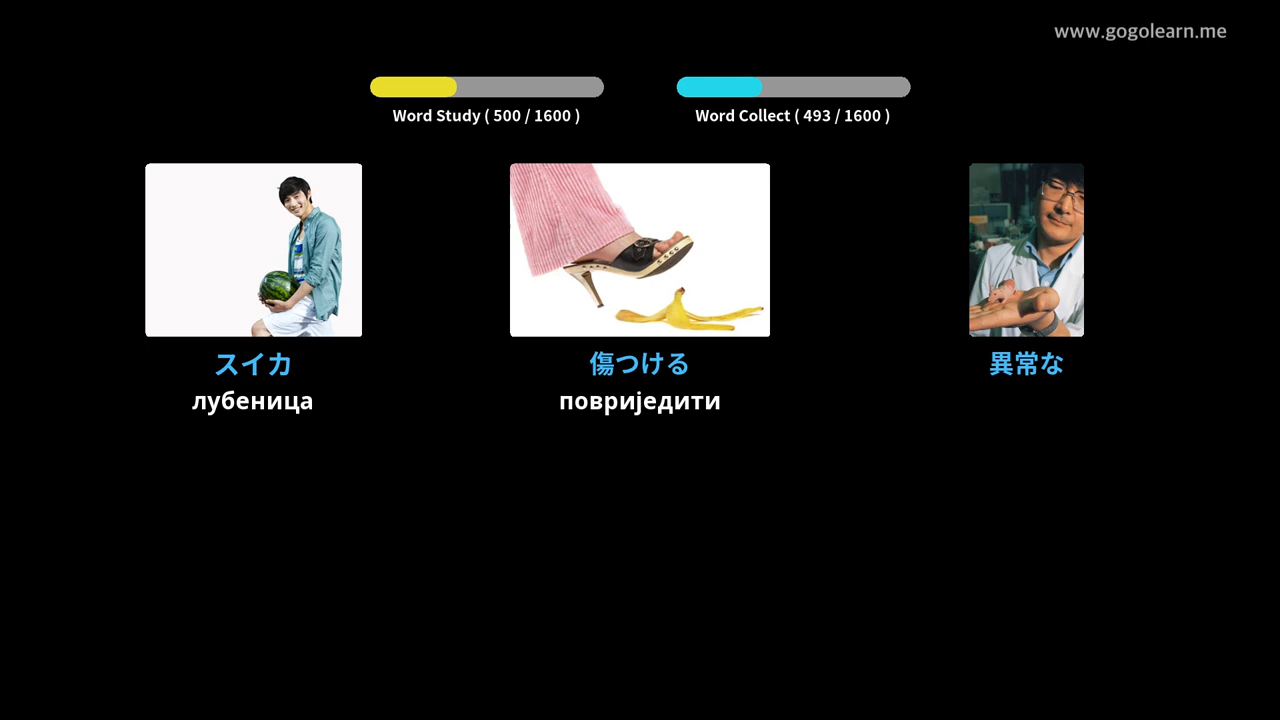 www.gogolearn.me
Word Study ( 500 / 1600 )
Word Collect ( 493 / 1600 )
スイカ
лубеница
傷つける
повриједити
異常な